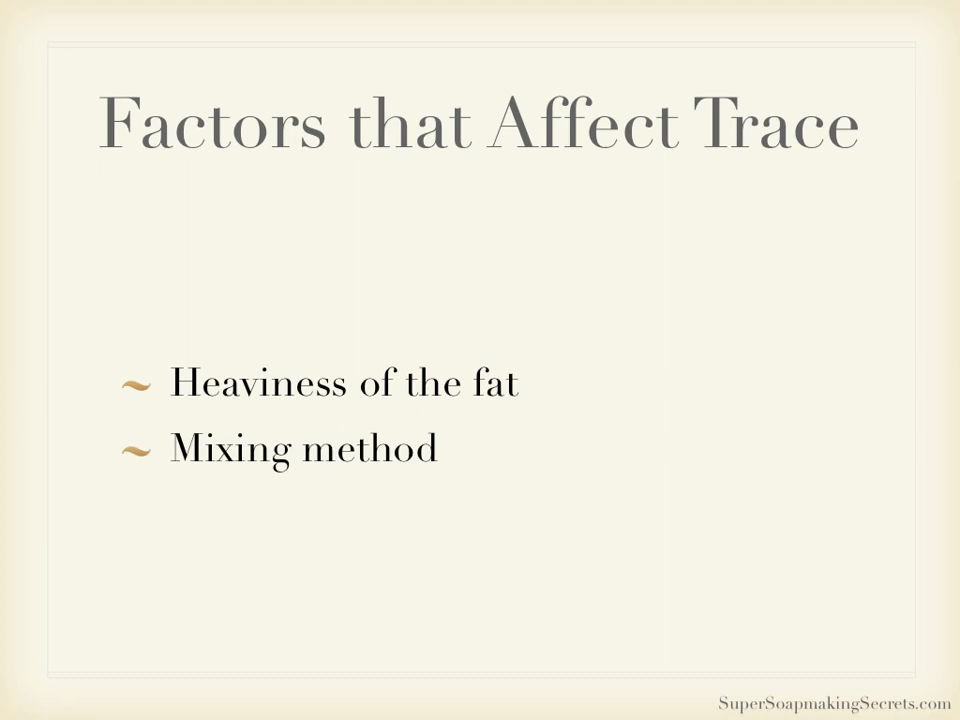 Factors that Affect Trace
Heaviness of the fat
Mixing method
SuperSoapmakingSecrets.com